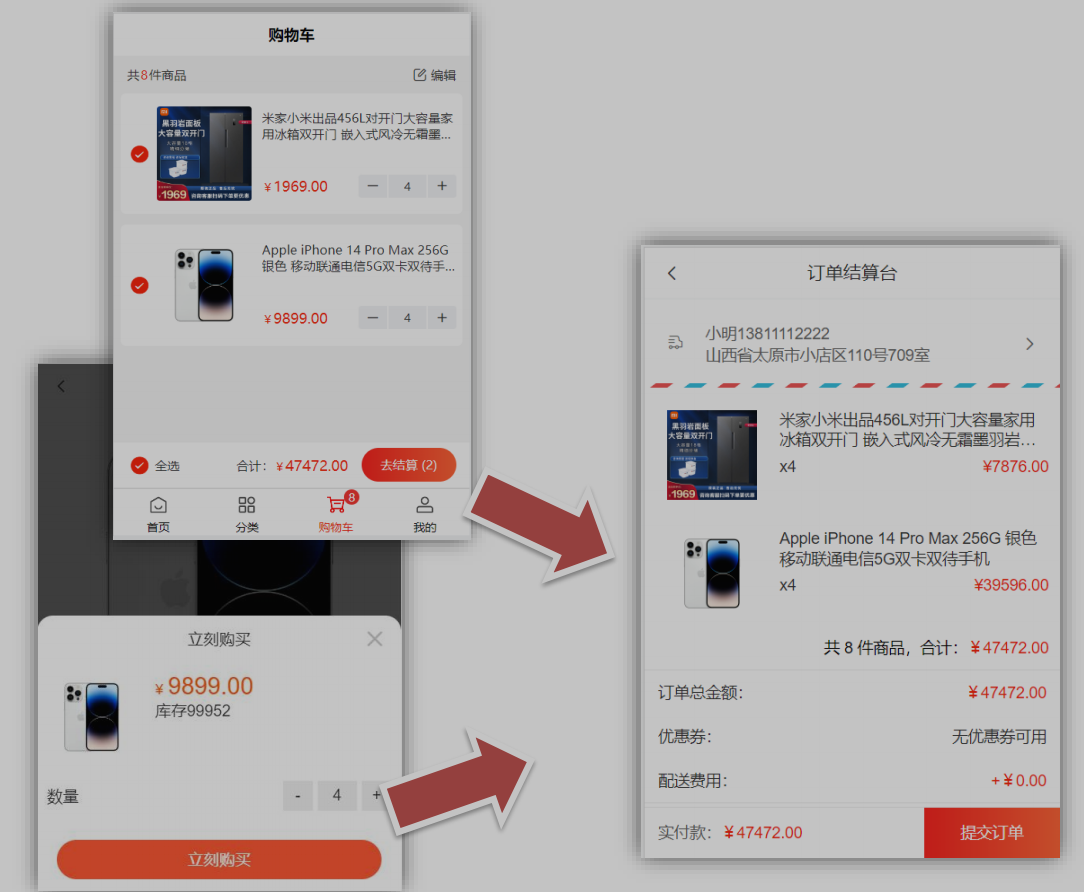 购物车
共8件商品
编辑
黑羽岩面板
大容量双开门
1969
米家小米出品456L对开门大容量家
用冰箱双开门 嵌入式风冷无霜墨...
¥1969.00
− 4 +
Apple iPhone 14 Pro Max 256G
银色 移动联通电信5G双卡双待手...
¥9899.00
− 4 +
全选
合计：¥47472.00
去结算 (2)
8
首页
分类
购物车
我的
立刻购买
¥9899.00
库存99952
数量
- 4 +
立刻购买
订单结算台
小明13811112222
山西省太原市小店区110号709室
黑羽岩面板
大容量双开门
1969
米家小米出品456L对开门大容量家用
冰箱双开门 嵌入式风冷无霜墨羽岩...
x4
¥7876.00
Apple iPhone 14 Pro Max 256G 银色
移动联通电信5G双卡双待手机
x4
¥39596.00
共 8 件商品，合计：¥47472.00
订单总金额：
¥47472.00
优惠券：
无优惠券可用
配送费用：
+¥0.00
实付款：¥47472.00
提交订单